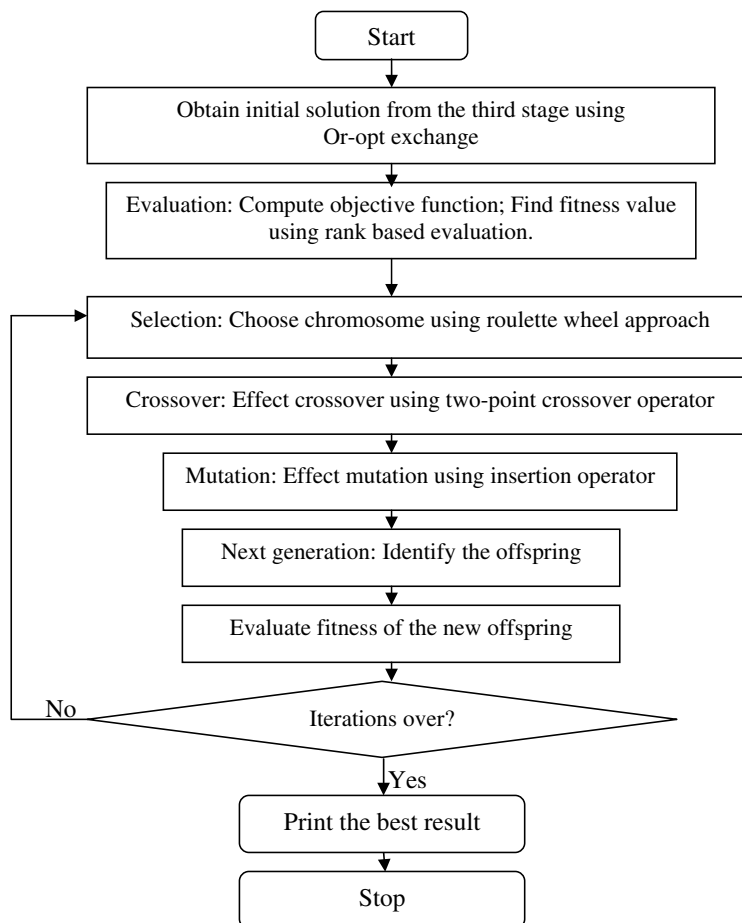 Start
Obtain initial solution from the third stage using
Or-opt exchange
Evaluation: Compute objective function; Find fitness value
using rank based evaluation.
Selection: Choose chromosome using roulette wheel approach
Crossover: Effect crossover using two-point crossover operator
Mutation: Effect mutation using insertion operator
Next generation: Identify the offspring
Evaluate fitness of the new offspring
No
Iterations over?
Yes
Print the best result
Stop